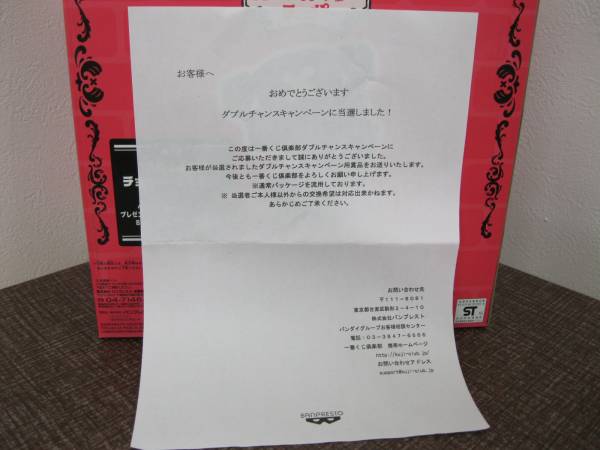 お客様へ
おめでとうございます
ダブルチャンスキャンペーンに当選しました！
この度は一番くじ倶楽部ダブルチャンスキャンペーンに
ご応募いただきまして誠にありがとうございました。
お客様が当選されましたダブルチャンスキャンペーン用賞品をお送りいたします。
今後とも一番くじ倶楽部をよろしくお願い申し上げます。
※通常パッケージを流用しております。
※ 当選者ご本人様以外からの交換希望は対応出来かねます。
あらかじめご了承ください。
お問い合わせ先
〒111-8081
東京都台東区駒形2-4-10
株式会社バンプレスト
バンダイグループお客様相談センター
電話：03-3847-6666
一番くじ倶楽部 携帯ホームページ
http://kuji-club.jp/
お問い合わせアドレス
support@kuji-club.jp
BANPRESTO
プレゼン
04-7146
ST